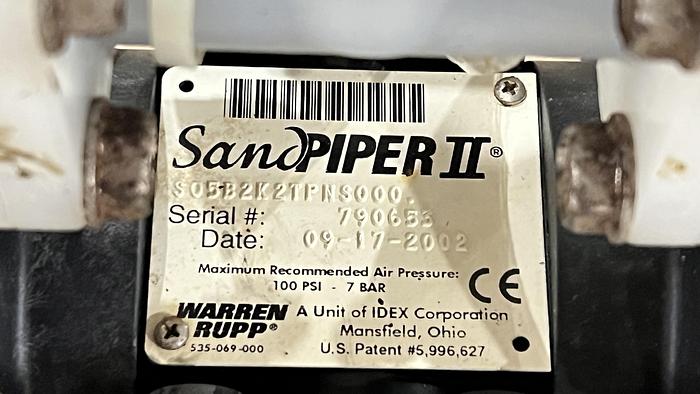 SandPIPER II®
S05B2K2TPNS000.
Serial #: 790653
Date: 09-17-2002
Maximum Recommended Air Pressure:
100 PSI - 7 BAR
CE
WARREN RUPP®
535-069-000
A Unit of IDEX Corporation
Mansfield, Ohio
U.S. Patent #5,996,627